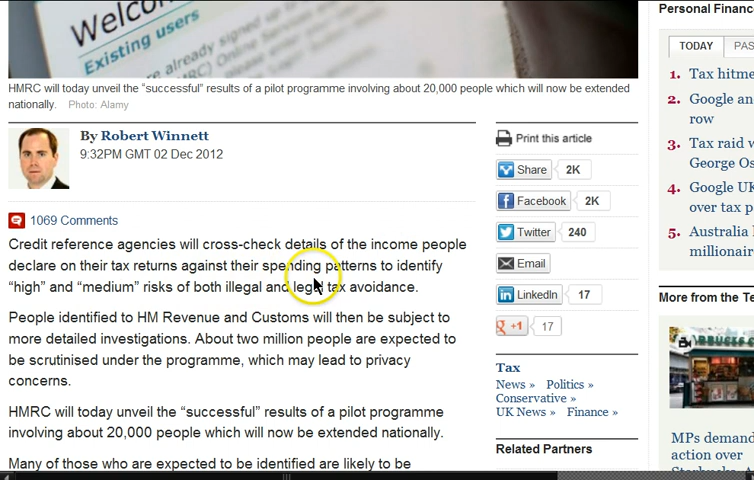 Welco
Existing users
already signed up to
HMRC) Online Services
HMRC will today unveil the “successful” results of a pilot programme involving about 20,000 people which will now be extended
nationally. Photo: Alamy
By Robert Winnett
9:32PM GMT 02 Dec 2012
1069 Comments
Credit reference agencies will cross-check details of the income people
declare on their tax returns against their spending patterns to identify
“high” and “medium” risks of both illegal and legal tax avoidance.
People identified to HM Revenue and Customs will then be subject to
more detailed investigations. About two million people are expected to
be scrutinised under the programme, which may lead to privacy
concerns.
HMRC will today unveil the “successful” results of a pilot programme
involving about 20,000 people which will now be extended nationally.
Many of those who are expected to be identified are likely to be
Print this article
Share 2K
Facebook 2K
Twitter 240
Email
LinkedIn 17
g +1 17
Tax
News » Politics »
Conservative »
UK News » Finance »
Related Partners
Personal Financ
TODAY PAS
1. Tax hitme
2. Google an
row
3. Tax raid w
George Os
4. Google UK
over tax p
5. Australia l
millionair
More from the Te
MPs demand
action over
Starbucks, A